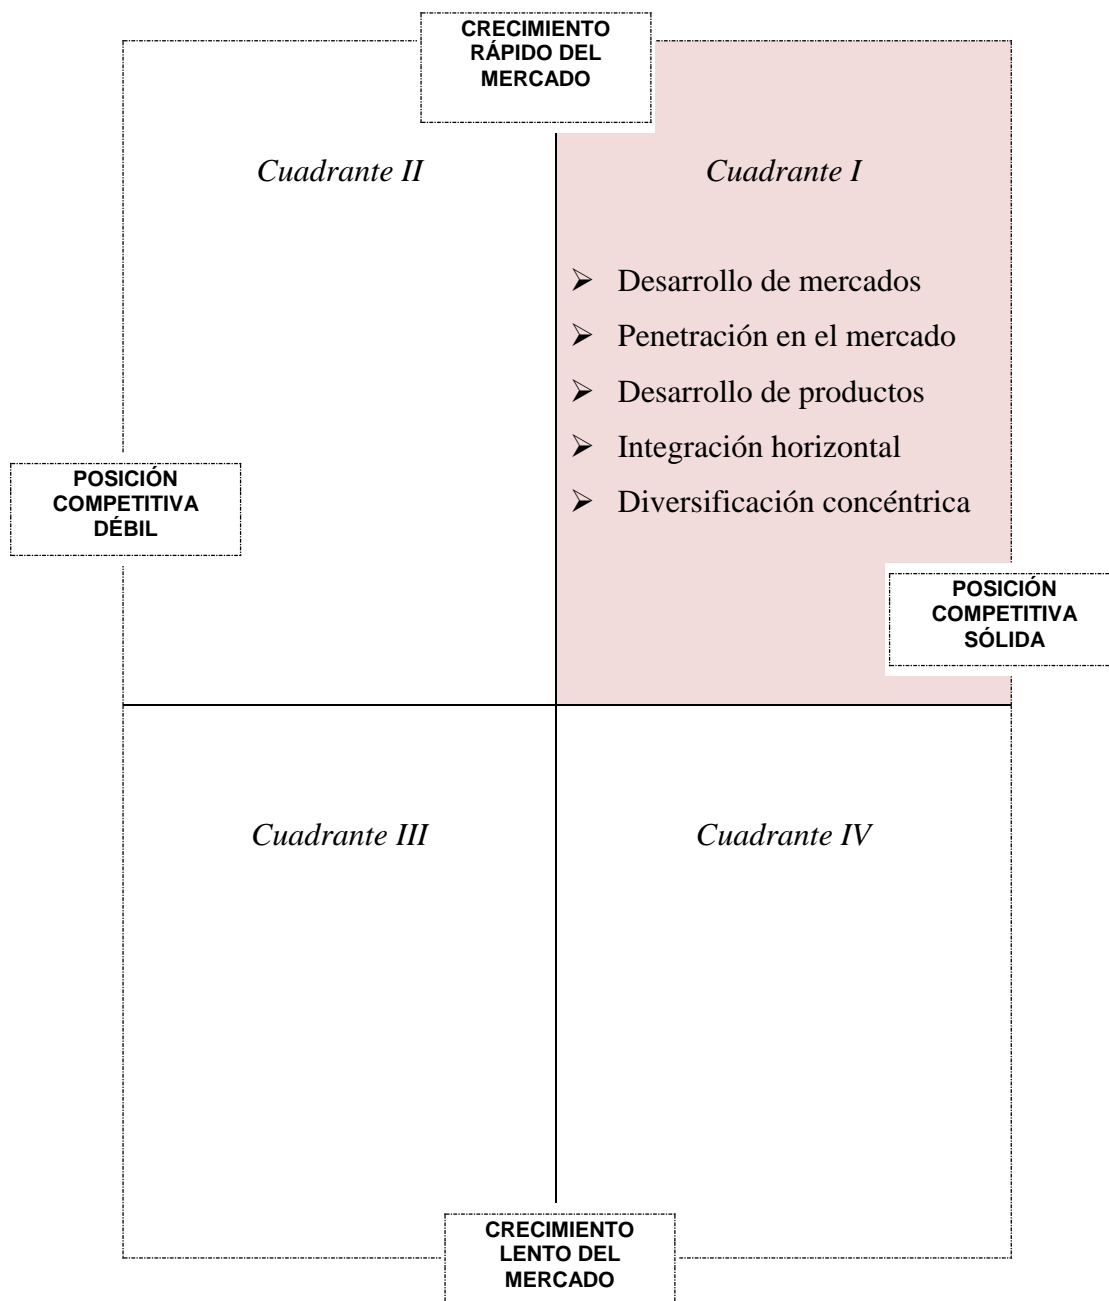 CRECIMIENTO
RÁPIDO DEL
MERCADO
Cuadrante II
Cuadrante I
➢ Desarrollo de mercados
➢ Penetración en el mercado
➢ Desarrollo de productos
➢ Integración horizontal
➢ Diversificación concéntrica
POSICIÓN
COMPETITIVA
DÉBIL
POSICIÓN
COMPETITIVA
SÓLIDA
Cuadrante III
Cuadrante IV
CRECIMIENTO
LENTO DEL
MERCADO